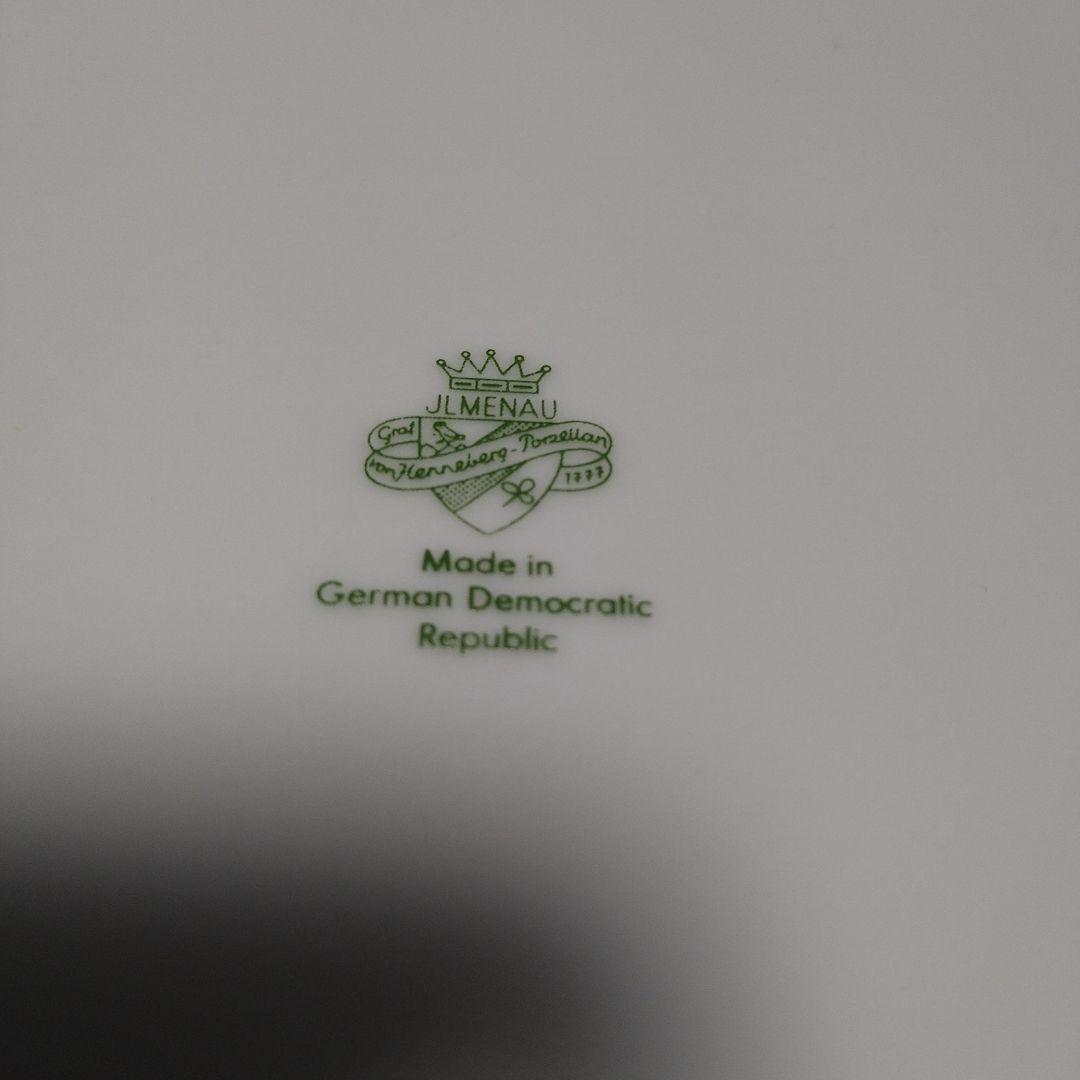 JLMENAU
Graf
von Henneberg-Porzellan
1777
Made in
German Democratic
Republic